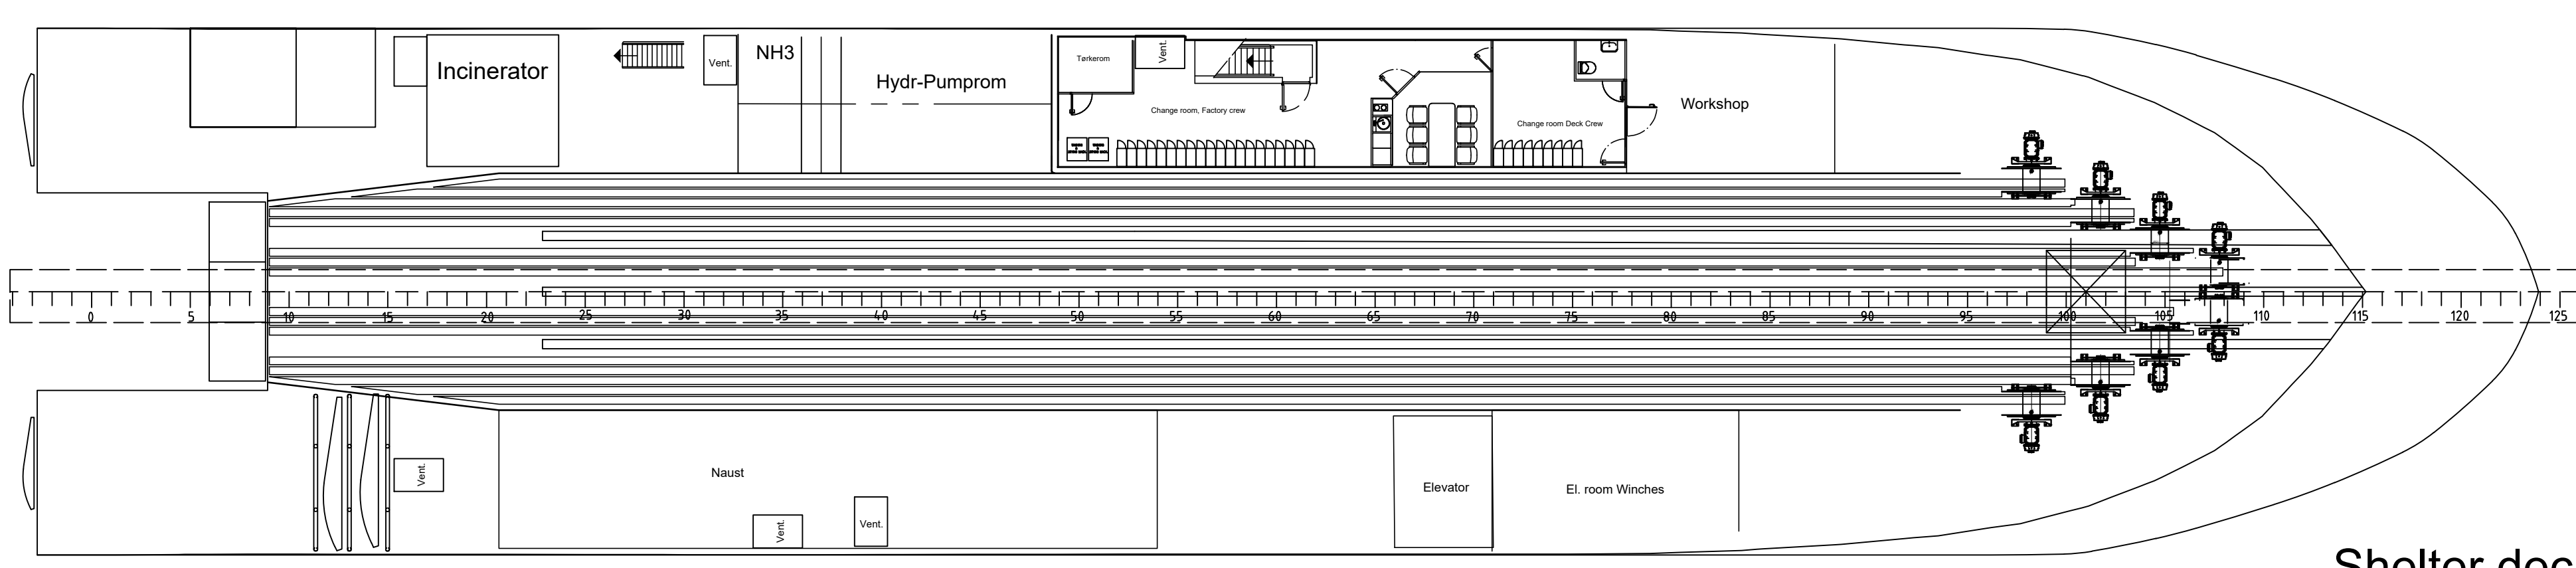 Incinerator
Vent.
NH3
Hydr-Pumprom
Tørkerom
Vent.
Change room, Factory crew
Change room Deck Crew
Workshop
0 5 10 15 20 25 30 35 40 45 50 55 60 65 70 75 80 85 90 95 100 105 110 115 120 125
Vent.
Naust
Vent.
Vent.
Elevator
El. room Winches
Shelter dec